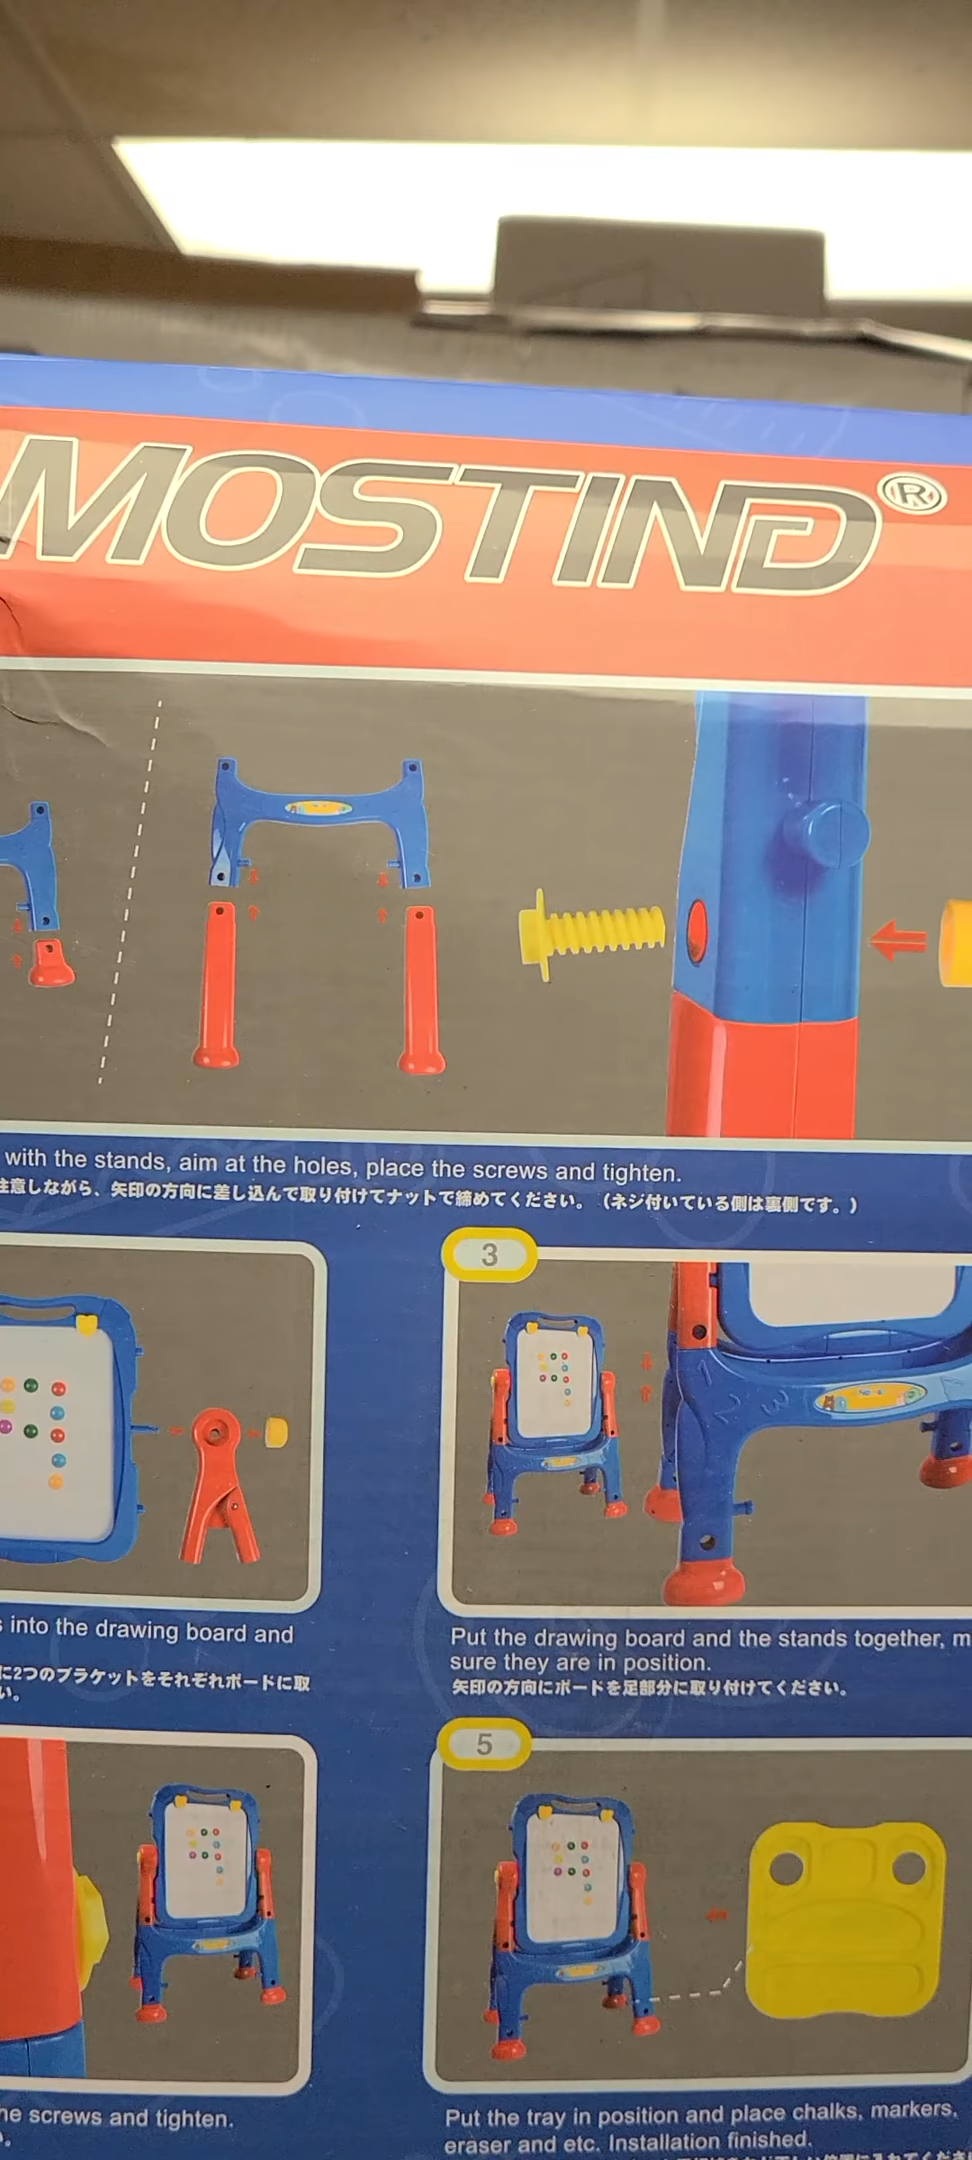 MOSTIND®
with the stands, aim at the holes, place the screws and tighten.
注意しながら、矢印の方向に差し込んで取り付けてナットで締めてください。(ネジ付いている側は裏側です。)
3
into the drawing board and
に2つのブラケットをそれぞれボードに取
い。
Put the drawing board and the stands together,
sure they are in position.
矢印の方向にボードを足部分に取り付けてください。
5
screws and tighten.
Put the tray in position and place chalks, markers,
eraser and etc. Installation finished.